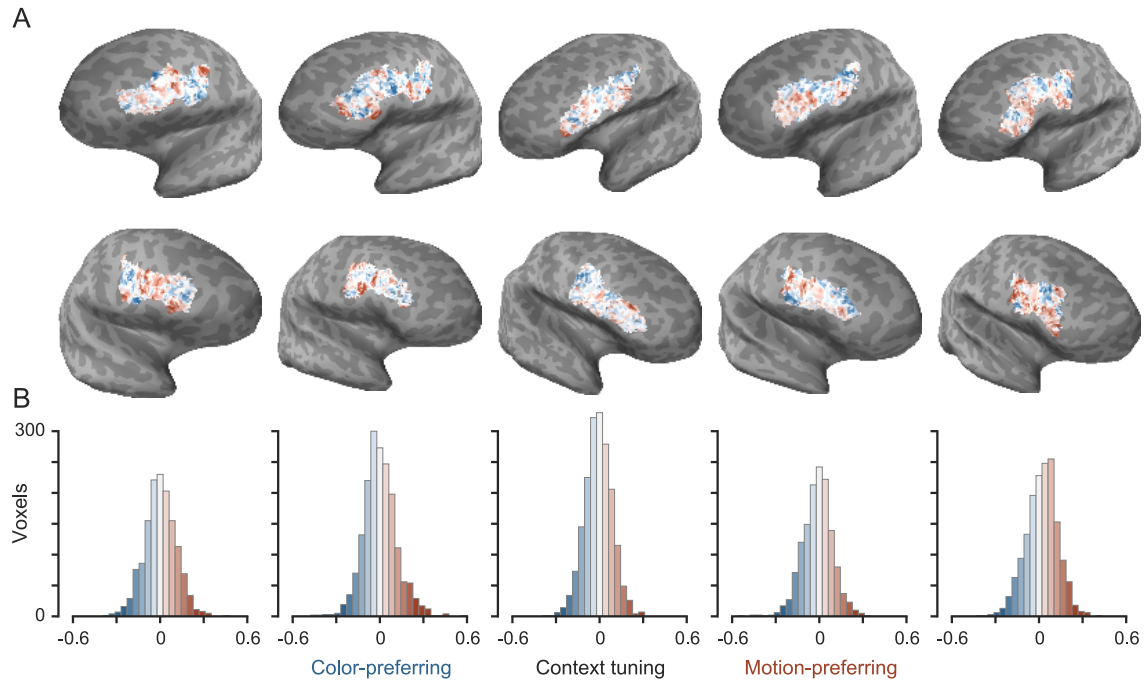 A
B
300
Voxels
0
-0.6 0 0.6 -0.6 0 0.6 -0.6 0 0.6 -0.6 0 0.6 -0.6 0 0.6
Color-preferring Context tuning Motion-preferring